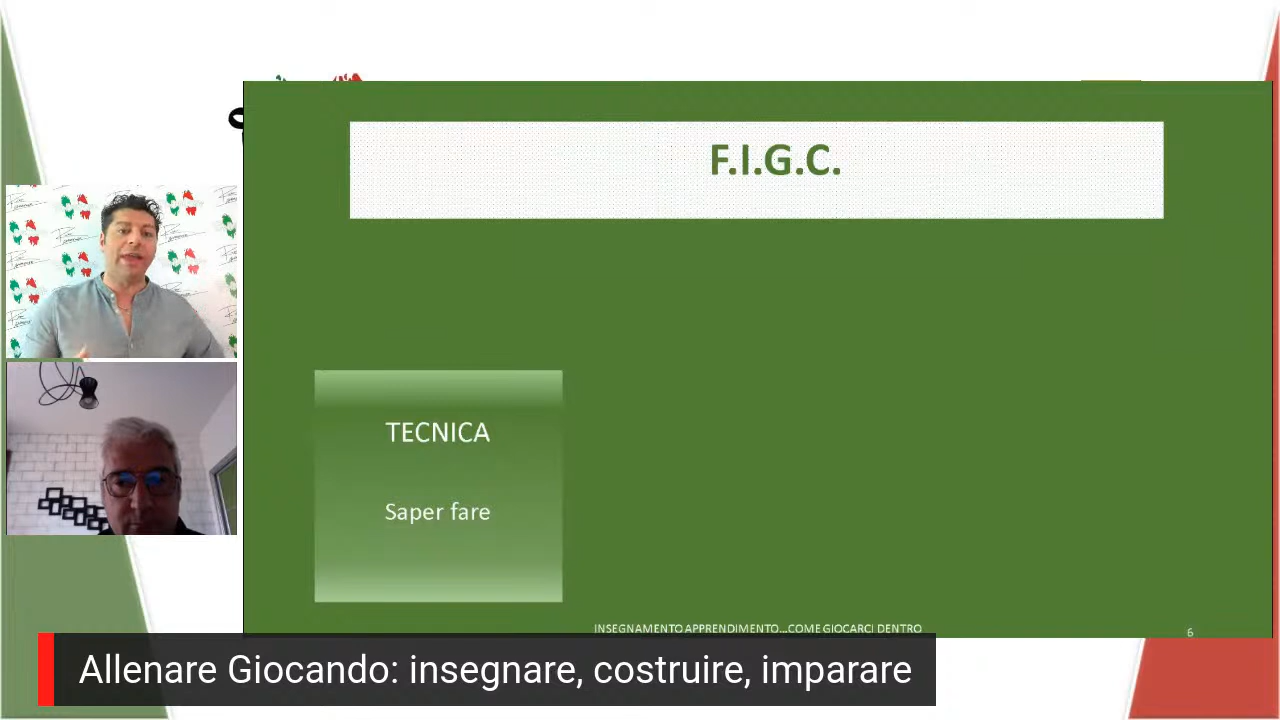 F.I.G.C.
TECNICA
Saper fare
INSEGNAMENTO APPRENDIMENTO...COME GIOCARCI DENTRO
6
Allenare Giocando: insegnare, costruire, imparare